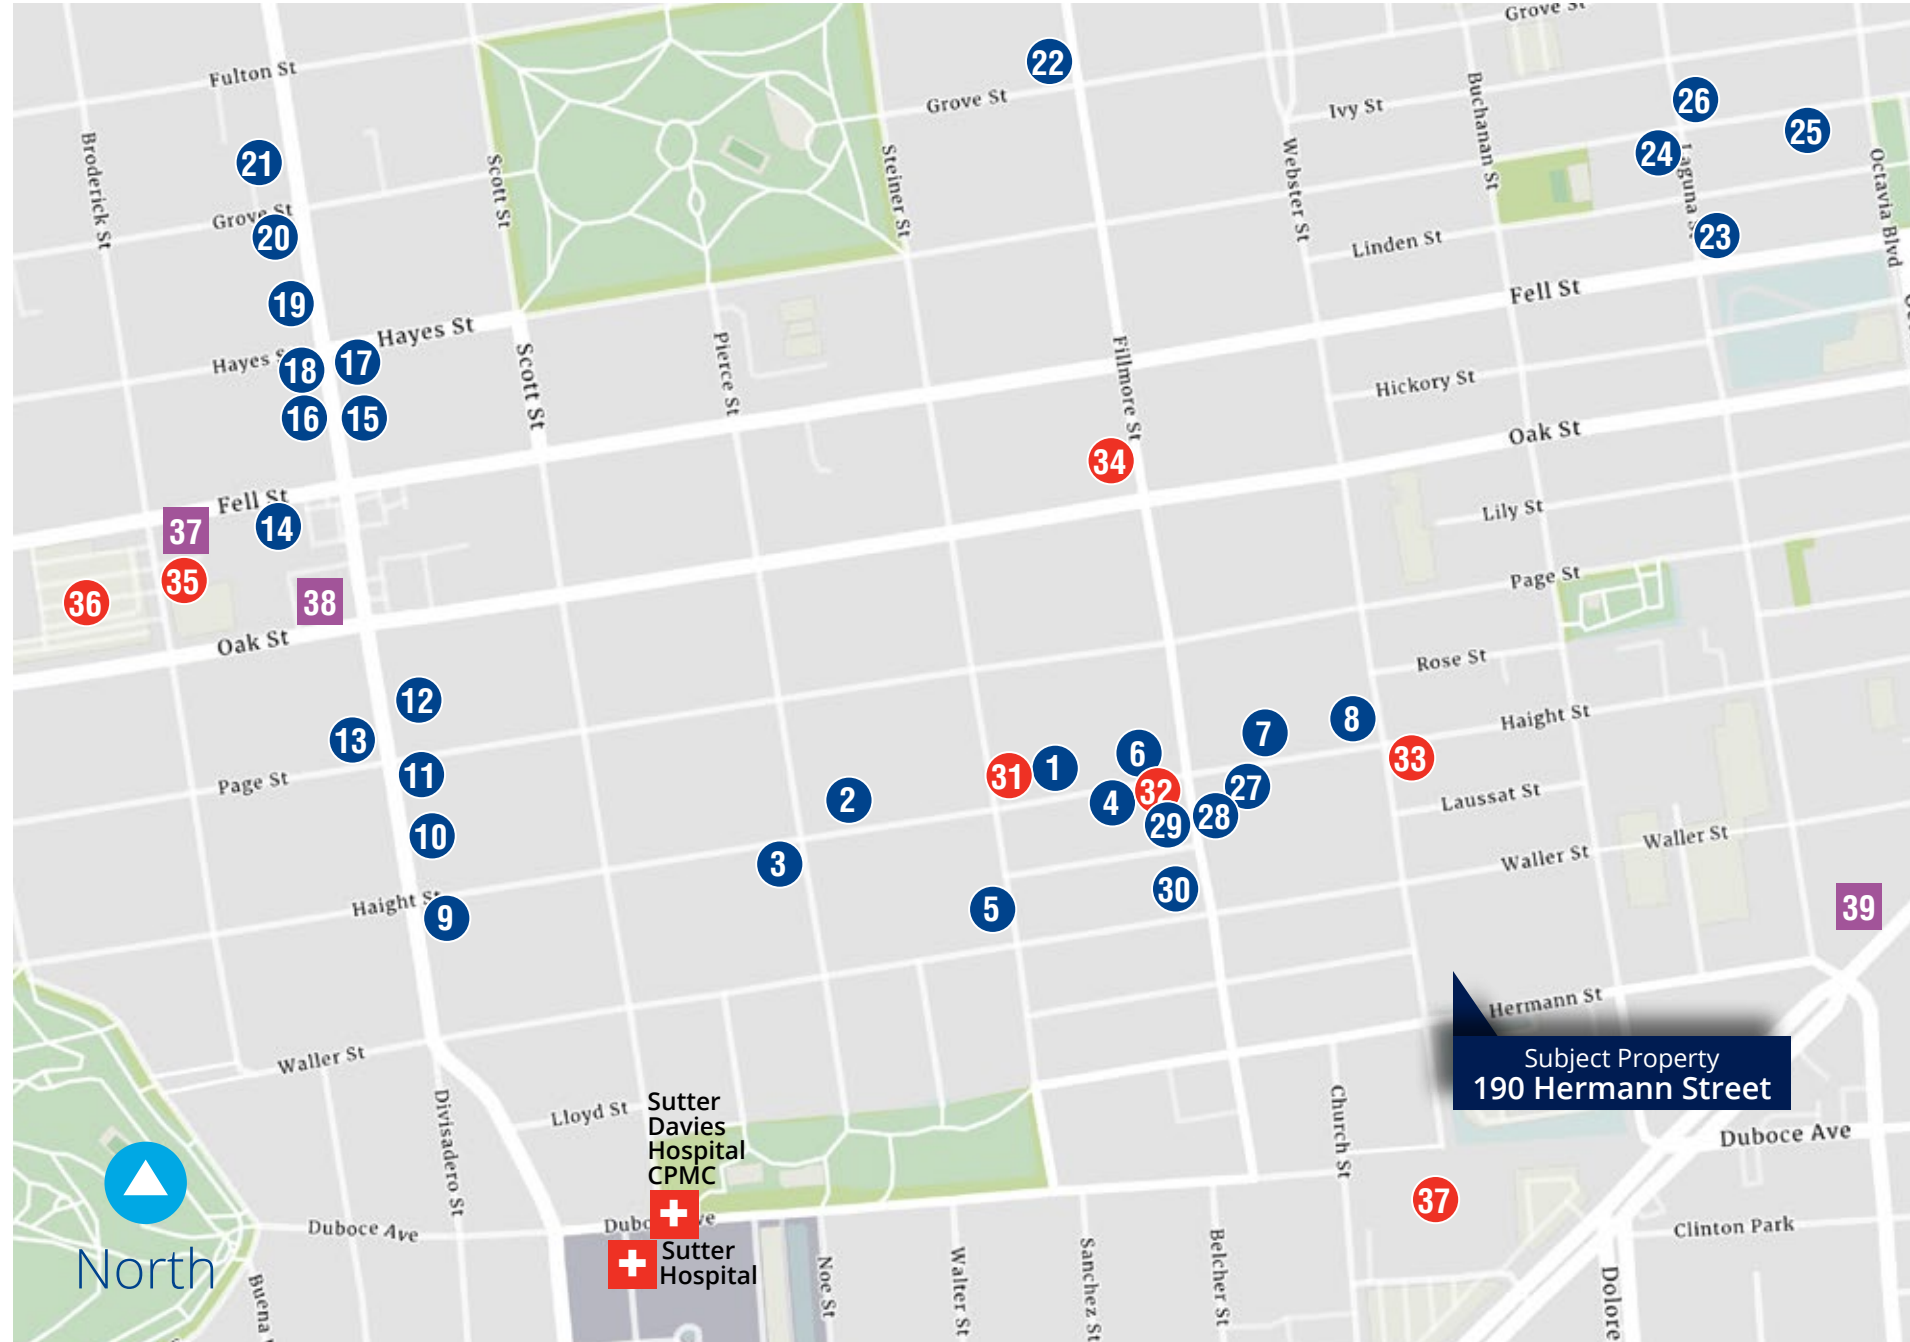 Grove St
Fulton St
22
Grove St
Ivy St
Buchanan St
26
25
21
Broderick St
Scott St
Steiner St
Webster St
24
Laguna St
Octavia Blvd
Grove St
20
Linden St
23
19
Fell St
Hayes St
Hayes
18
17
Scott St
Pierce St
Fillmore St
Hickory St
16
15
Oak St
34
Fell St
37
14
Lily St
35
36
38
Page St
Oak St
Rose St
12
13
Haight St
8
7
6
33
1
31
11
Page St
32
27
2
4
28
29
Laussat St
10
3
Waller St
Waller St
30
Haight St
9
5
39
Hermann St
Subject Property
190 Hermann Street
Waller St
Divisadero St
Lloyd St
Sutter
Davies
Hospital
CPMC
Church St
Duboce Ave
37
North
Duboce Ave
Duboce Ave
Sutter
Hospital
Clinton Park
Buena
Noe St
Walter St
Sanchez St
Belcher St
Dolore